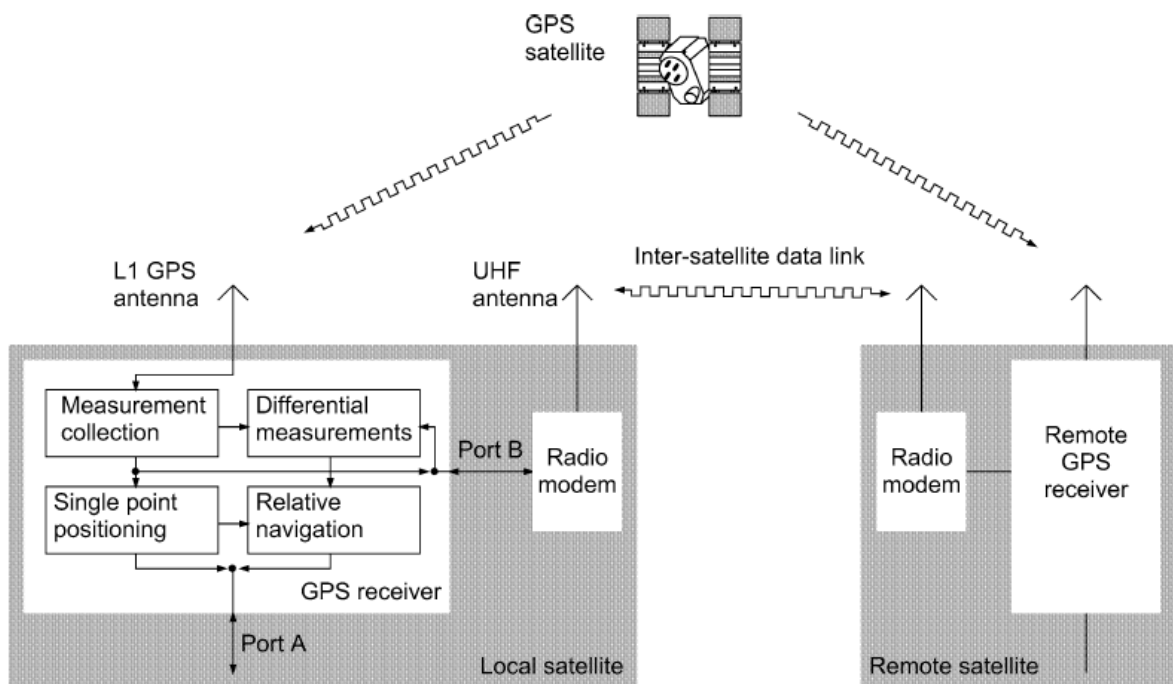 GPS
satellite
L1 GPS
antenna
UHF
antenna
Inter-satellite data link
Measurement
collection
Differential
measurements
Single point
positioning
Relative
navigation
GPS receiver
Port A
Port B
Radio
modem
Local satellite
Radio
modem
Remote
GPS
receiver
Remote satellite